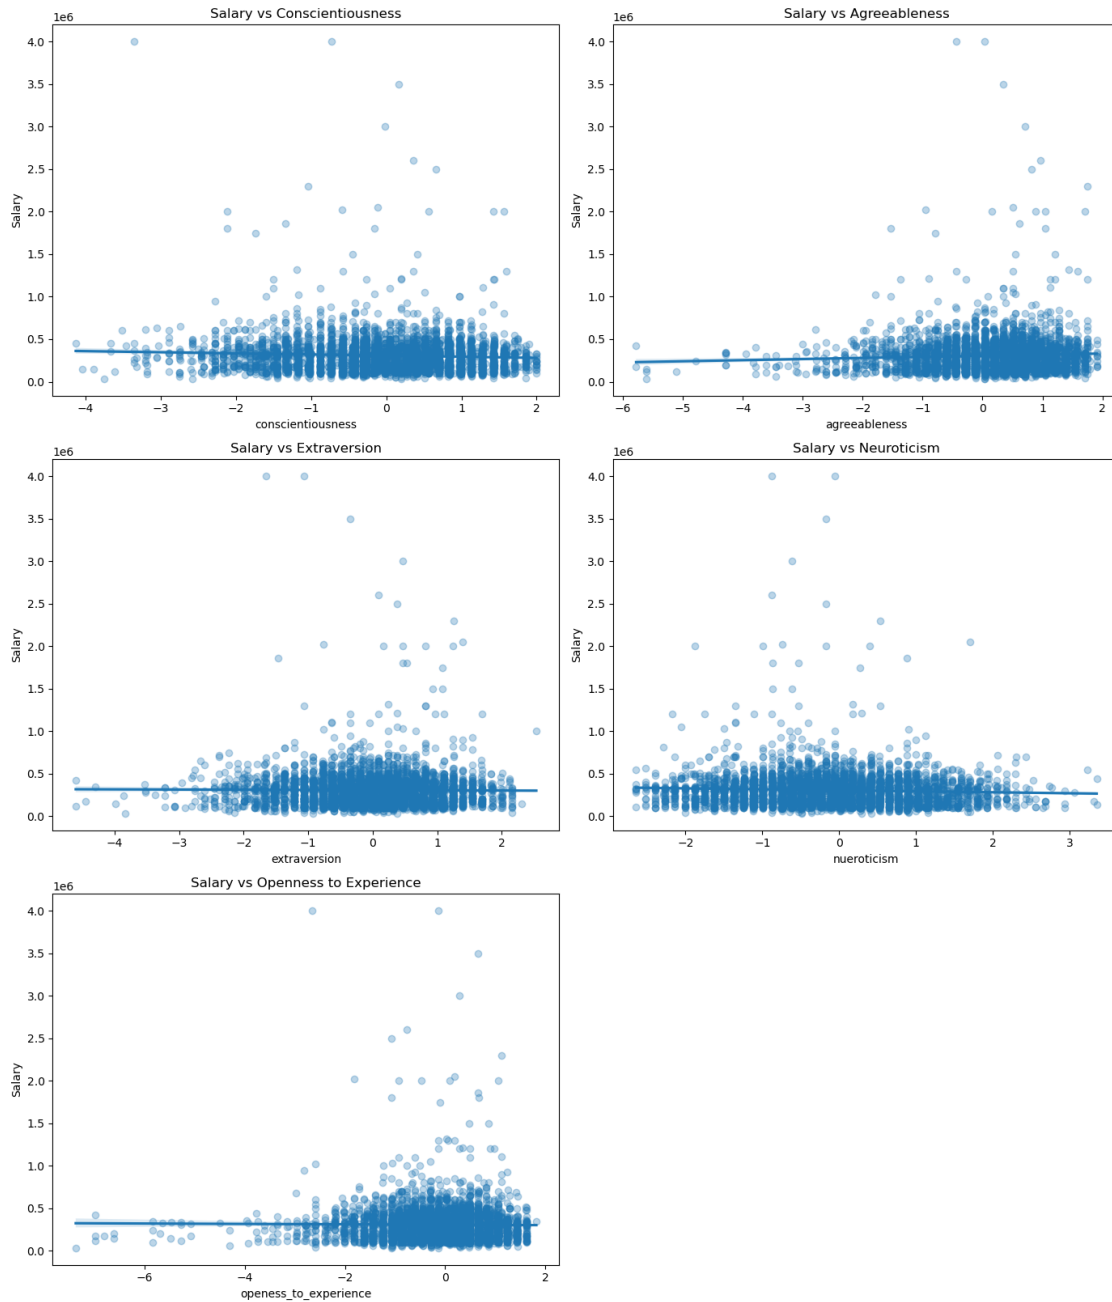 Salary vs Conscientiousness
1e6
4.0
3.5
3.0
2.5
2.0
1.5
1.0
0.5
0.0
Salary
−4 −3 −2 −1 0 1 2
conscientiousness
Salary vs Agreeableness
1e6
4.0
3.5
3.0
2.5
2.0
1.5
1.0
0.5
0.0
Salary
−6 −5 −4 −3 −2 −1 0 1 2
agreeableness
Salary vs Extraversion
1e6
4.0
3.5
3.0
2.5
2.0
1.5
1.0
0.5
0.0
Salary
−4 −3 −2 −1 0 1 2
extraversion
Salary vs Neuroticism
1e6
4.0
3.5
3.0
2.5
2.0
1.5
1.0
0.5
0.0
Salary
−2 −1 0 1 2 3
nueroticism
Salary vs Openness to Experience
1e6
4.0
3.5
3.0
2.5
2.0
1.5
1.0
0.5
0.0
Salary
−6 −4 −2 0 2
openess_to_experience